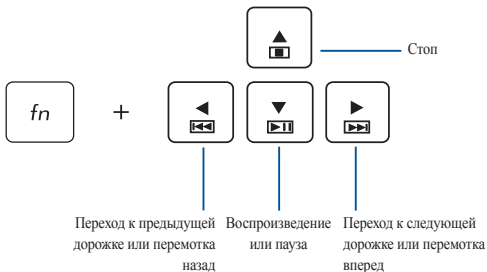 Стоп
fn
+
Переход к предыдущей
дорожке или перемотка
назад
Воспроизведение
или пауза
Переход к следующей
дорожке или перемотка
вперед